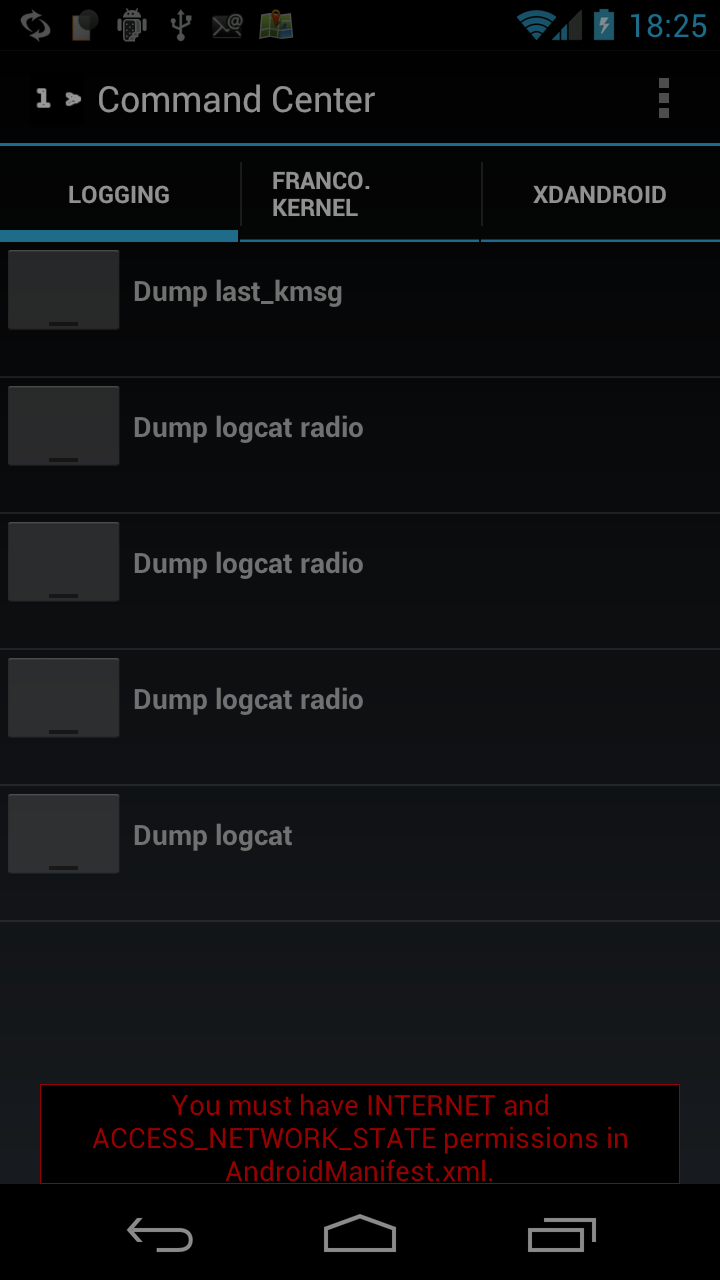 18:25
1 > Command Center
LOGGING
FRANCO.
KERNEL
XDANDROID
Dump last_kmsg
Dump logcat radio
Dump logcat radio
Dump logcat radio
Dump logcat
You must have INTERNET and
ACCESS_NETWORK_STATE permissions in
AndroidManifest.xml.